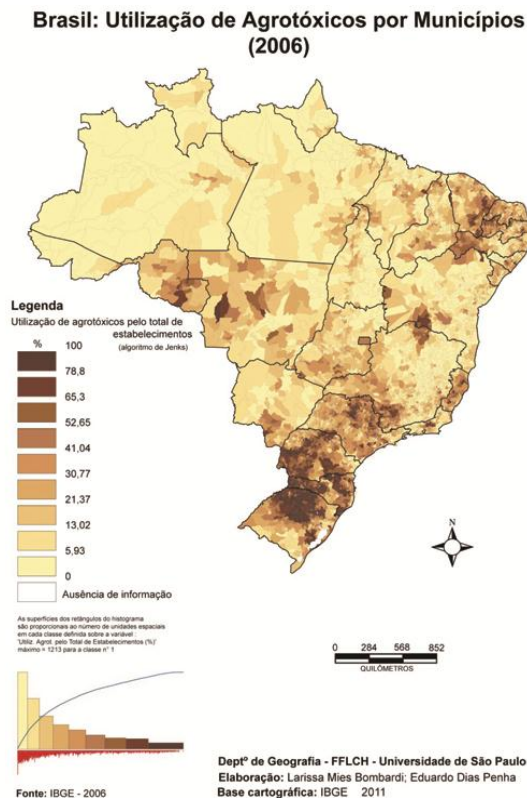 Brasil: Utilização de Agrotóxicos por Municípios
(2006)
Legenda
Utilização de agrotóxicos pelo total de
estabelecimentos
(algoritmo de Jenks)
%
100
78,8
65,3
52,65
41,04
30,77
21,37
13,02
5,93
0
Ausência de informação
As superfícies dos retângulos do histograma
são proporcionais ao número de unidades espaciais
em cada classe definida sobre a variável :
'Utiliz. Agrot. pelo Total de Estabelecimentos (%)'
máximo = 1213 para a classe n° 1
N
0 284 568 852
QUILÔMETROS
Deptº de Geografia - FFLCH - Universidade de São Paulo
Elaboração: Larissa Mies Bombardi; Eduardo Dias Penha
Fonte: IBGE - 2006
Base cartográfica: IBGE 2011